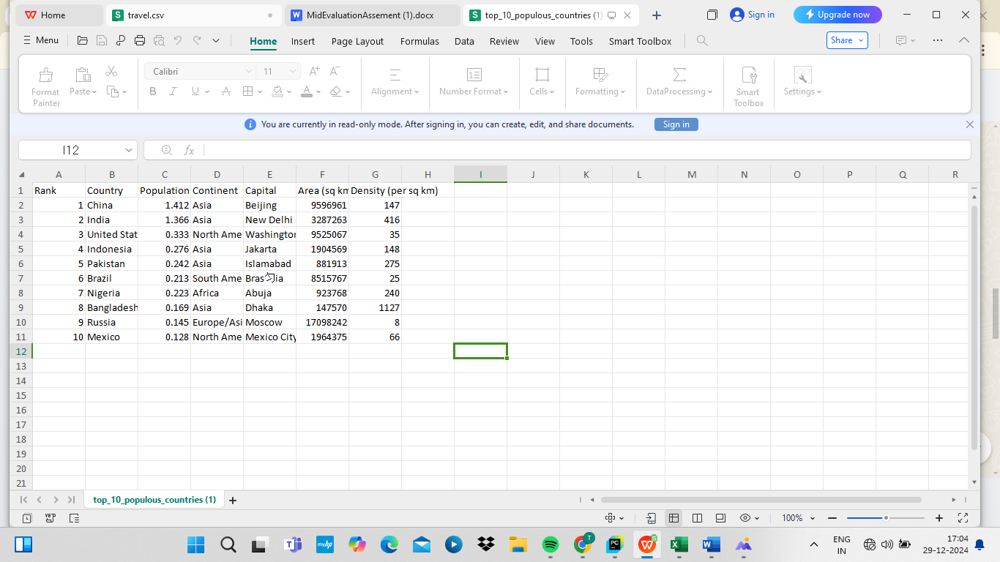 Home travel.csv MidEvaluationAssement (1).docx top_10_populous_countries (1) Sign in Upgrade now
Menu Home Insert Page Layout Formulas Data Review View Tools Smart Toolbox Share
Calibri 11
Format Painter Paste Alignment Number Format Cells Formatting DataProcessing Smart Toolbox Settings
You are currently in read-only mode. After signing in, you can create, edit, and share documents. Sign in
I12 fx
A B C D E F G H I J K L M N O P Q R
1 Rank Country Population Continent Capital Area (sq km Density (per sq km)
2 1 China 1.412 Asia Beijing 9596961 147
3 2 India 1.366 Asia New Delhi 3287263 416
4 3 United Stat 0.333 North Ame Washington 9525067 35
5 4 Indonesia 0.276 Asia Jakarta 1904569 148
6 5 Pakistan 0.242 Asia Islamabad 881913 275
7 6 Brazil 0.213 South Ame 8515767 25
8 7 Nigeria 0.223 Africa Abuja 923768 240
9 8 Bangladesh 0.169 Asia Dhaka 147570 1127
10 9 Russia 0.145 Europe/Asi Moscow 17098242 8
11 10 Mexico 0.128 North Ame Mexico City 1964375 66
12
13
14
15
16
17
18
19
20
21
top_10_populous_countries (1)
100%
ENG IN 17:04 29-12-2024